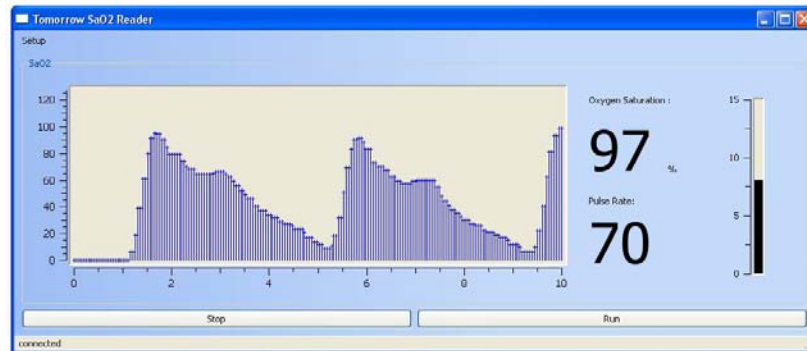 Tomorrow SaO2 Reader
Setup
SaO2
120
100
80
60
40
20
0
0 2 4 6 8 10
Oxygen Saturation :
97 %
Pulse Rate:
70
15
10
5
0
Stop Run
connected